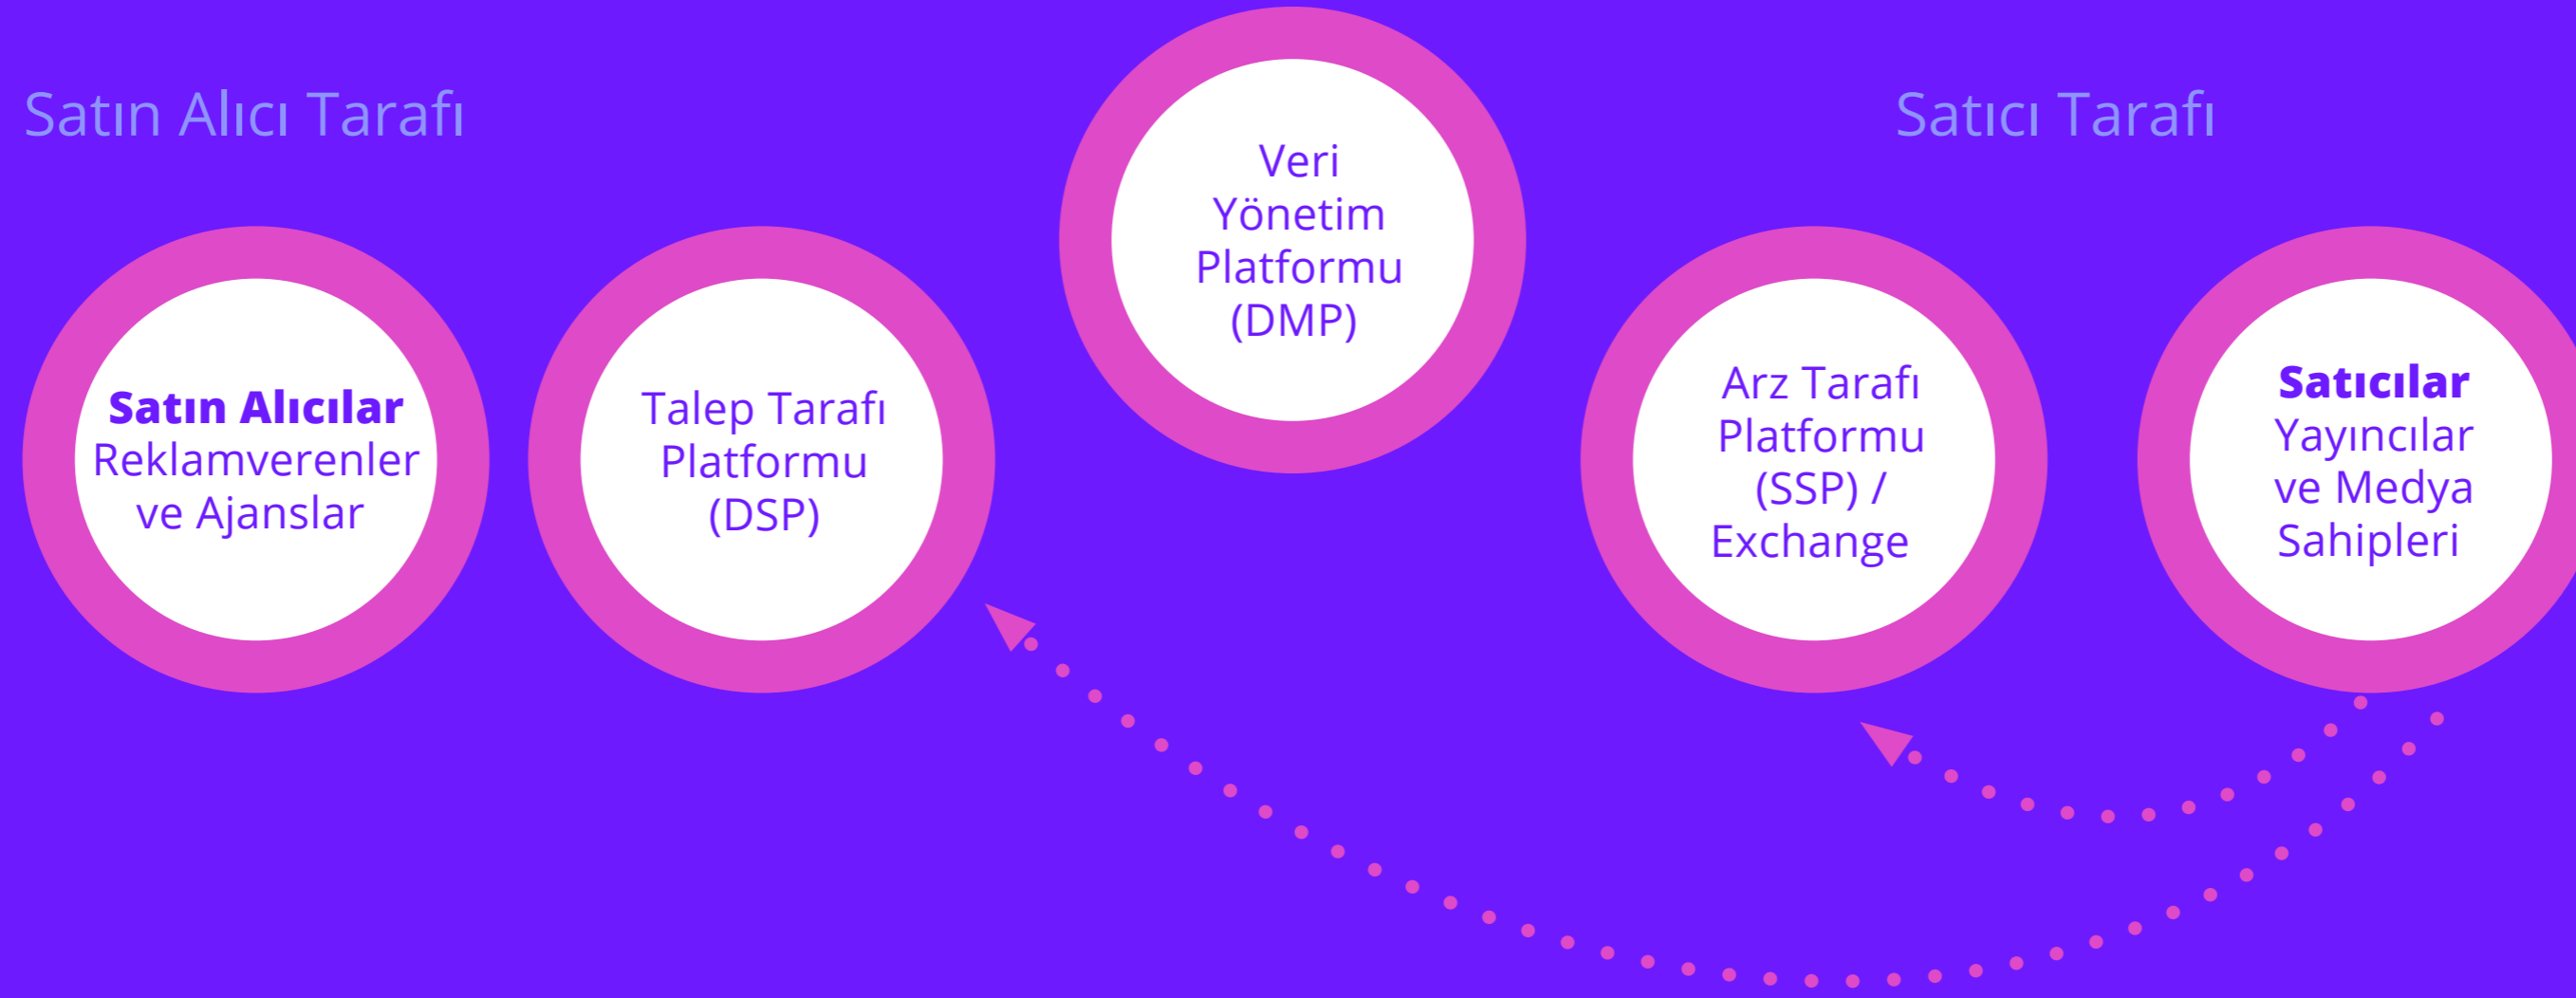 Satın Alıcı Tarafı
Satıcı Tarafı
Satın Alıcılar
Reklamverenler
ve Ajanslar
Talep Tarafı
Platformu
(DSP)
Veri
Yönetim
Platformu
(DMP)
Arz Tarafı
Platformu
(SSP) /
Exchange
Satıcılar
Yayıncılar
ve Medya
Sahipleri